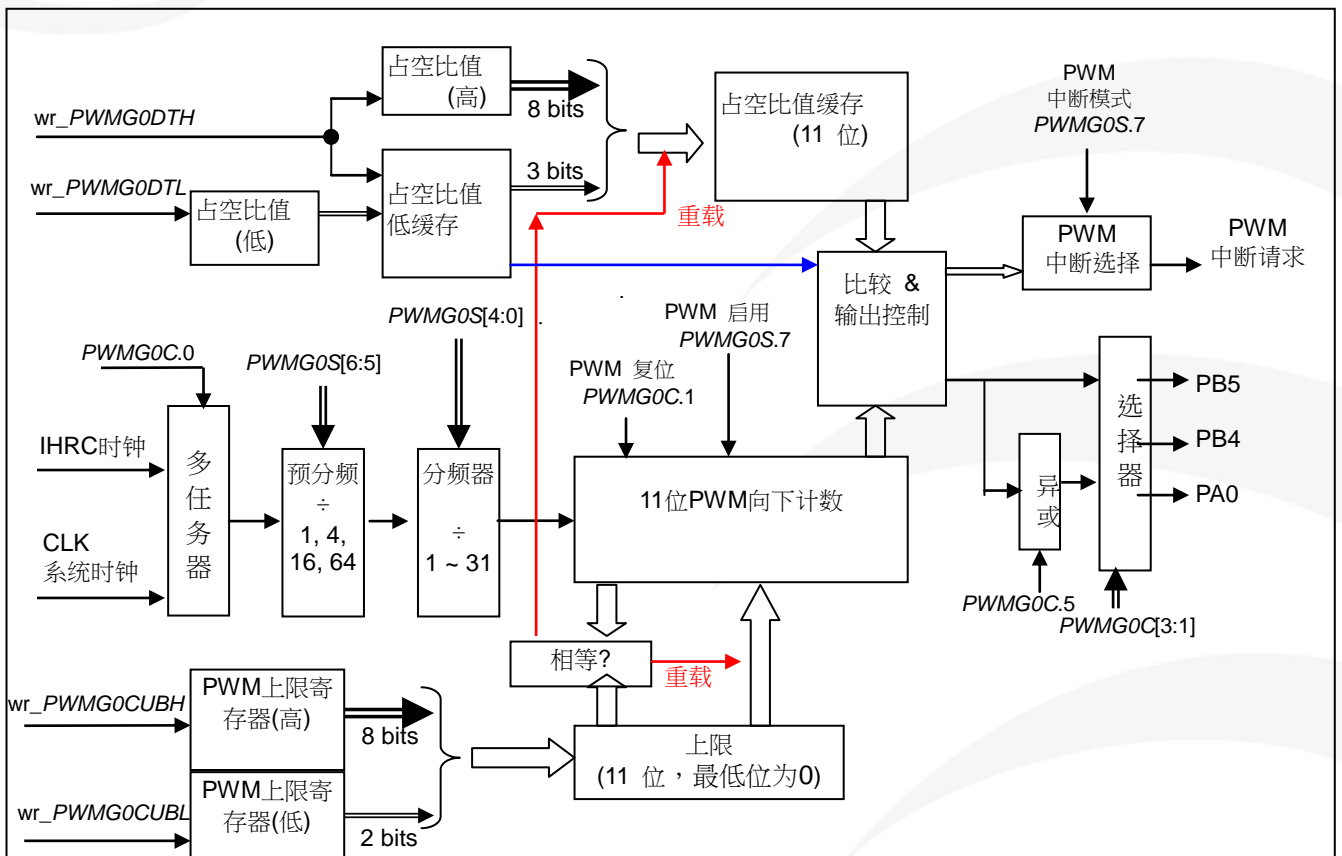 wr_PWMG0DTH
wr_PWMG0DTL
占空比值
(高)
8 bits
占空比值
(低)
占空比值
低缓存
3 bits
重载
占空比值缓存
(11 位)
PWM
中断模式
PWMG0S.7
PWM
中断选择
PWM
中断请求
比较 &
输出控制
PWMG0C.0
PWMG0S[6:5]
PWMG0S[4:0]
PWM 复位
PWMG0C.1
PWM 启用
PWMG0S.7
IHRC时钟
CLK
系统时钟
多
任
务
器
预分频
÷
1, 4,
16, 64
分频器
÷
1 ~ 31
11位PWM向下计数
异或
选
择
器
PB5
PB4
PA0
PWMG0C.5
PWMG0C[3:1]
相等?
重载
wr_PWMG0CUBH
PWM上限寄
存器(高)
8 bits
wr_PWMG0CUBL
PWM上限寄
存器(低)
2 bits
上限
(11 位，最低位为0)